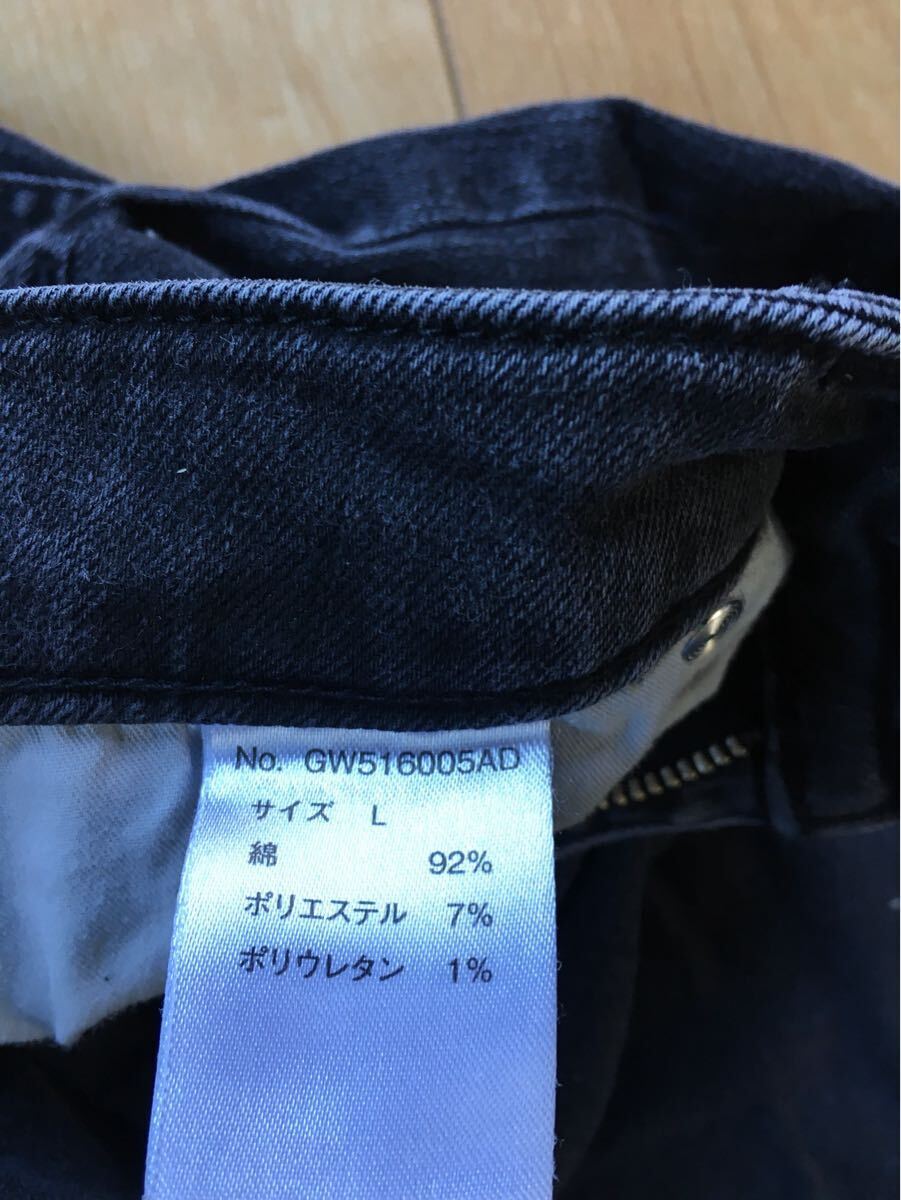 No. GW516005AD
サイズ L
綿 92%
ポリエステル 7%
ポリウレタン 1%